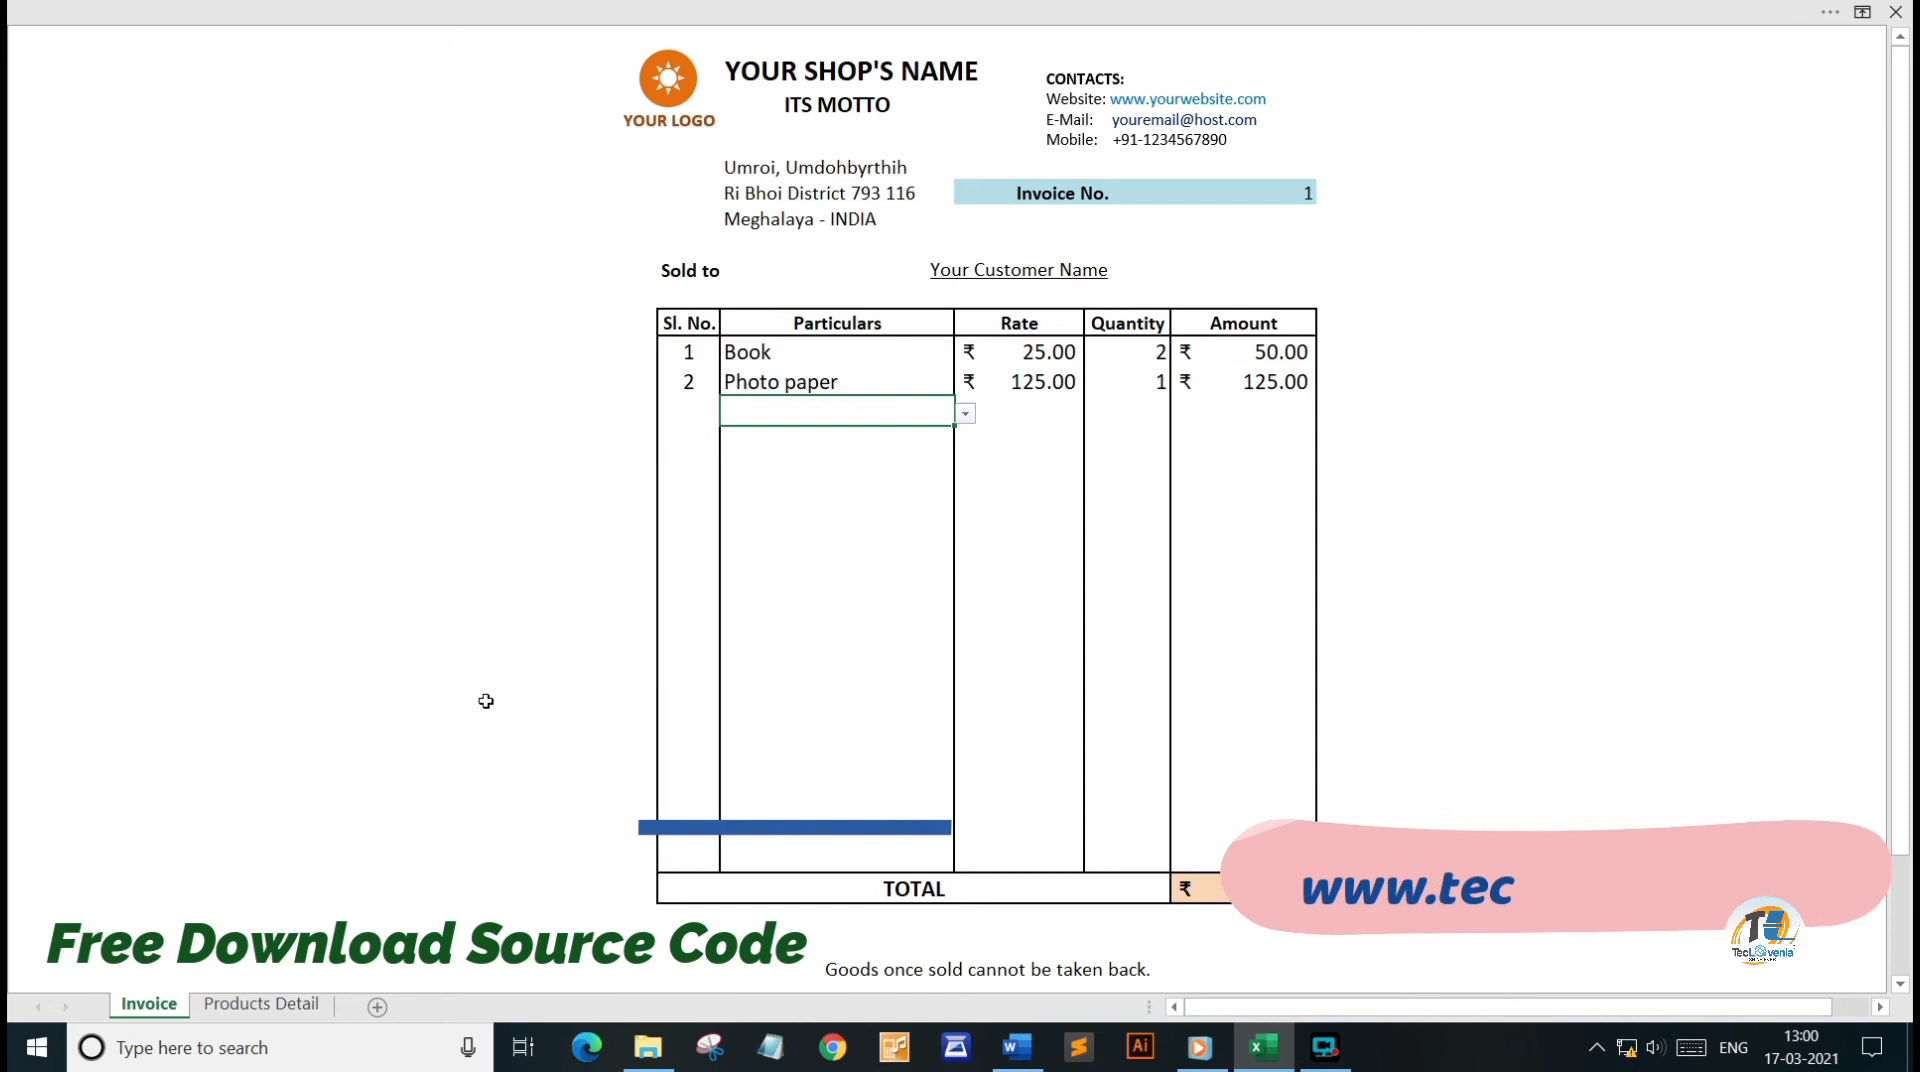 YOUR LOGO
YOUR SHOP'S NAME
ITS MOTTO
CONTACTS:
Website: www.yourwebsite.com
E-Mail: youremail@host.com
Mobile: +91-1234567890
Umroi, Umdohbyrthih
Ri Bhoi District 793 116
Meghalaya - INDIA
Invoice No. 1
Sold to Your Customer Name
Sl. No. Particulars Rate Quantity Amount
1 Book ₹ 25.00 2 ₹ 50.00
2 Photo paper ₹ 125.00 1 ₹ 125.00
TOTAL ₹
www.tec
Free Download Source Code
Goods once sold cannot be taken back.
Invoice Products Detail
Type here to search
Ai
ENG
13:00
17-03-2021